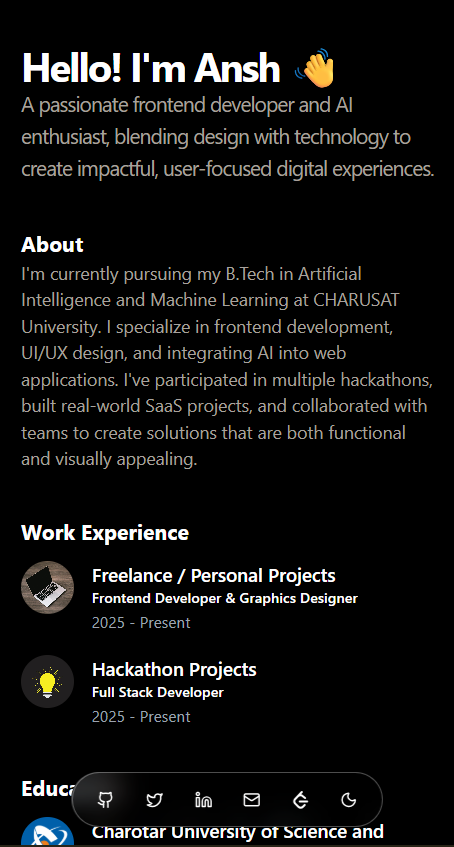 Hello! I'm Ansh 👋
A passionate frontend developer and AI
enthusiast, blending design with technology to
create impactful, user-focused digital experiences.
About
I'm currently pursuing my B.Tech in Artificial
Intelligence and Machine Learning at CHARUSAT
University. I specialize in frontend development,
UI/UX design, and integrating AI into web
applications. I've participated in multiple hackathons,
built real-world SaaS projects, and collaborated with
teams to create solutions that are both functional
and visually appealing.
Work Experience
Freelance / Personal Projects
Frontend Developer & Graphics Designer
2025 - Present
Hackathon Projects
Full Stack Developer
2025 - Present
Educa
Charotar University of Science and